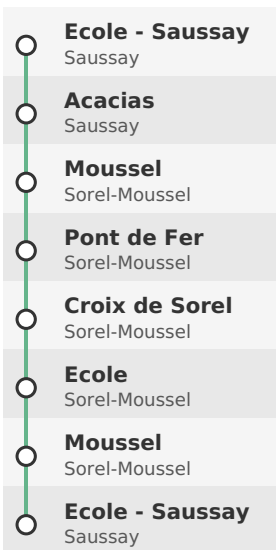 Ecole - Saussay
Saussay
Acacias
Saussay
Moussel
Sorel-Moussel
Pont de Fer
Sorel-Moussel
Croix de Sorel
Sorel-Moussel
Ecole
Sorel-Moussel
Moussel
Sorel-Moussel
Ecole - Saussay
Saussay